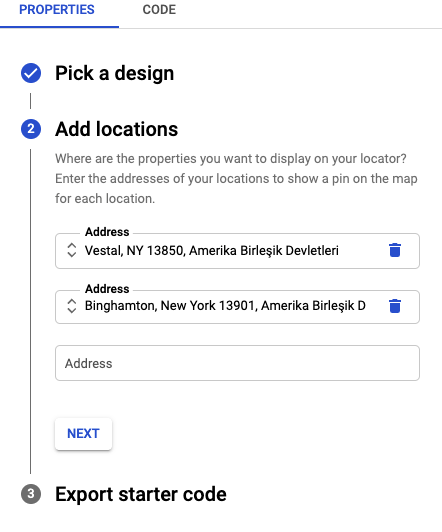 PROPERTIES CODE
Pick a design
2 Add locations
Where are the properties you want to display on your locator?
Enter the addresses of your locations to show a pin on the map
for each location.
Address
Vestal, NY 13850, Amerika Birleşik Devletleri
Address
Binghamton, New York 13901, Amerika Birleşik D
Address
NEXT
3 Export starter code